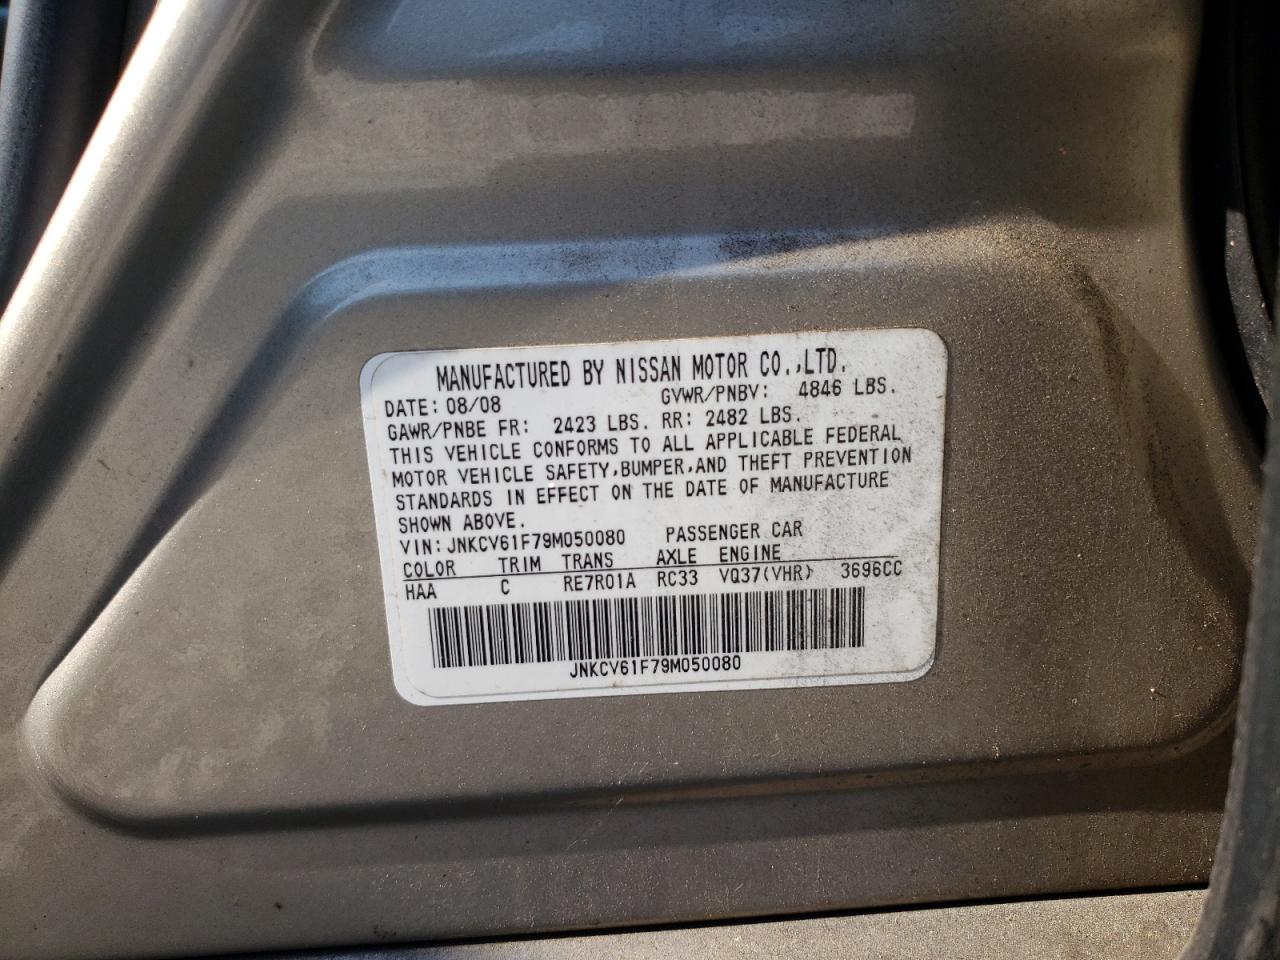 MANUFACTURED BY NISSAN MOTOR CO.,LTD.
DATE: 08/08 GVWR/PNBV: 4846 LBS.
GAWR/PNBE FR: 2423 LBS. RR: 2482 LBS.
THIS VEHICLE CONFORMS TO ALL APPLICABLE FEDERAL
MOTOR VEHICLE SAFETY,BUMPER,AND THEFT PREVENTION
STANDARDS IN EFFECT ON THE DATE OF MANUFACTURE
SHOWN ABOVE.
VIN: JNKCV61F79M050080 PASSENGER CAR
COLOR TRIM TRANS AXLE ENGINE
HAA C RE7R01A RC33 VQ37(VHR) 3696CC
JNKCV61F79M050080